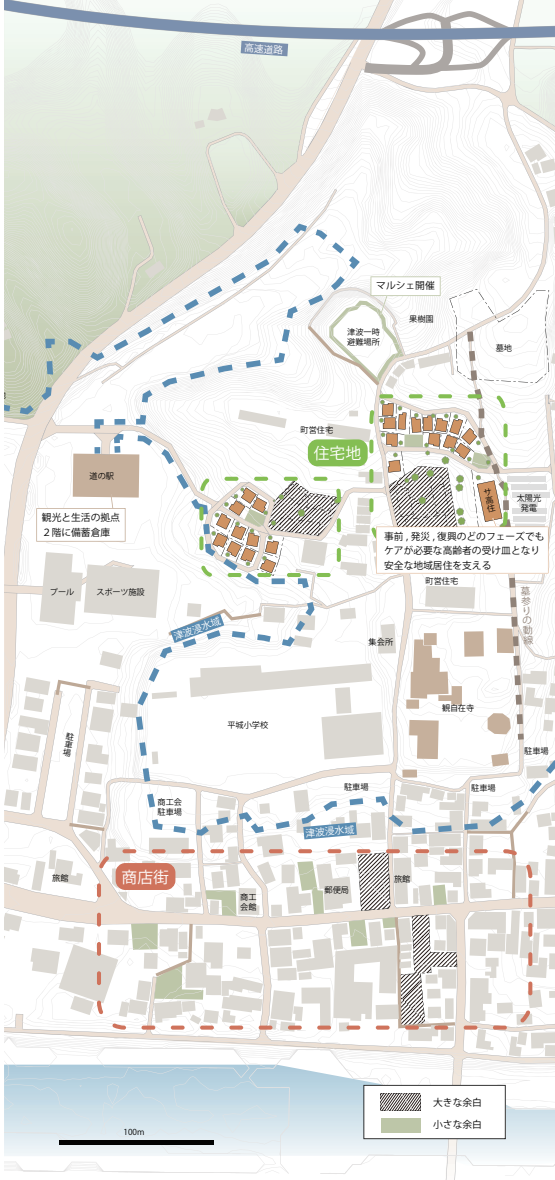 高速道路
マルシェ開催
津波一時
避難場所
果樹園
墓地
町営住宅
住宅地
道の駅
サ高住
太陽光
発電
観光と生活の拠点
２階に備蓄倉庫
事前，発災，復興のどのフェーズでも
ケアが必要な高齢者の受け皿となり
安全な地域居住を支える
プール
スポーツ施設
町営住宅
墓参りの動線
津波浸水域
集会所
観自在寺
平城小学校
駐車場
駐車場
駐車場
駐車場
商工会
駐車場
津波浸水域
商店街
旅館
郵便局
旅館
商工
会館
大きな余白
小さな余白
100m